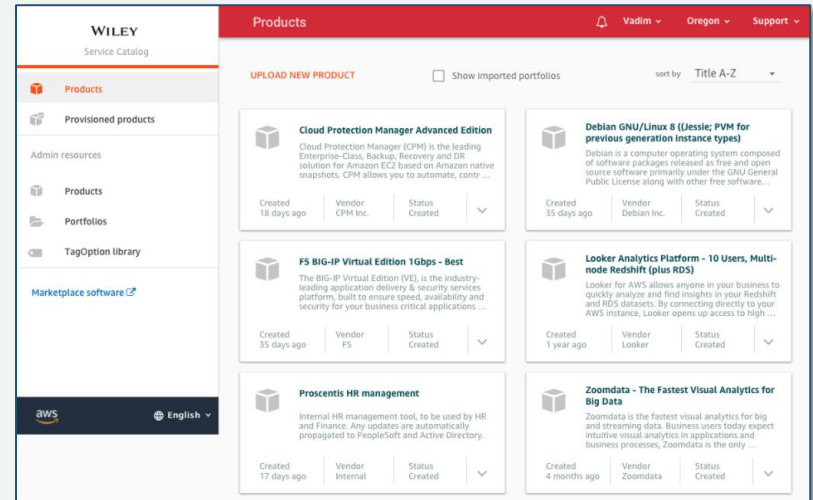 WILEY
Service Catalog
Products
Provisioned products
Admin resources
Products
Portfolios
TagOption library
Marketplace software
aws
English
Products
Vadim
Oregon
Support
UPLOAD NEW PRODUCT
Show imported portfolios
sort by
Title A-Z
Cloud Protection Manager Advanced Edition
Cloud Protection Manager (CPM) is the leading
Enterprise-Class, Backup, Recovery and DR
solution for Amazon EC2 based on Amazon native
snapshots. CPM allows you to automate, contr ...
Created Vendor Status
18 days ago CPM Inc. Created
Debian GNU/Linux 8 ((Jessie; PVM for
previous generation instance types)
Debian is a computer operating system composed
of software packages released as free and open
source software primarily under the GNU General
Public License along with other free software...
Created Vendor Status
35 days ago Debian Inc. Created
F5 BIG-IP Virtual Edition 1Gbps - Best
The BIG-IP Virtual Edition (VE), is the industry-
leading application delivery & security services
platform, built to ensure speed, availability and
security for your business critical applications ...
Created Vendor Status
35 days ago F5 Created
Looker Analytics Platform - 10 Users, Multi-
node Redshift (plus RDS)
Looker for AWS allows anyone in your business to
quickly analyze and find insights in your Redshift
and RDS datasets. By connecting directly to your
AWS instance, Looker opens up access to high ...
Created Vendor Status
1 year ago Looker Created
Proscentis HR management
Internal HR management tool, to be used by HR
and Finance. Any updates are automatically
propagated to PeopleSoft and Active Directory.
Created Vendor Status
17 days ago Internal Created
Zoomdata - The Fastest Visual Analytics for
Big Data
Zoomdata is the fastest visual analytics for big
and streaming data. Business users today expect
intuitive visual analytics in applications and
business processes, Zoomdata is the only ...
Created Vendor Status
4 months ago Zoomdata Created